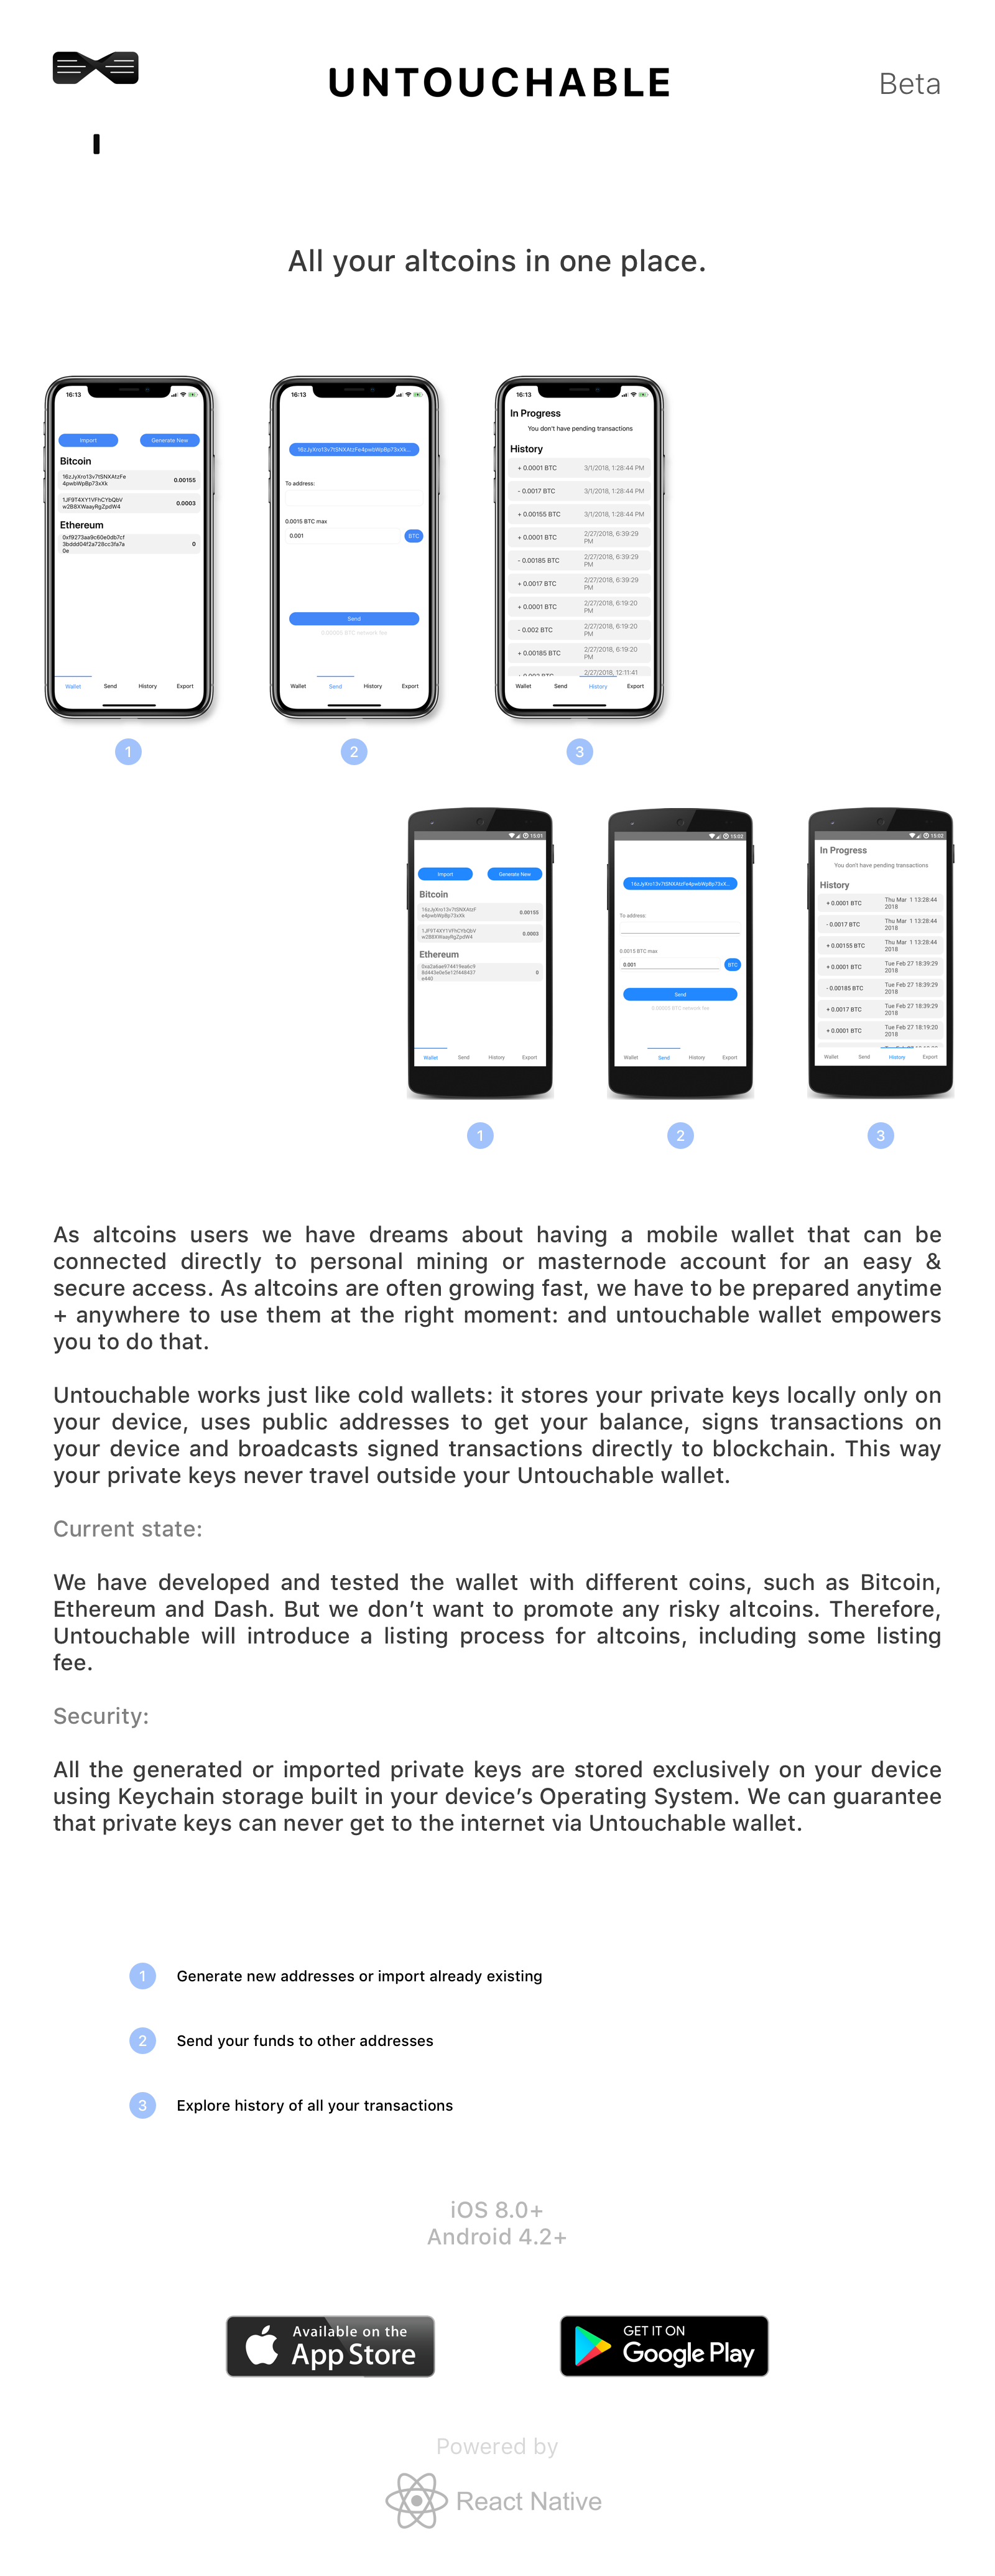 UNTOUCHABLE
Beta
All your altcoins in one place.
16:13
Import
Generate New
Bitcoin
16zJyXro13v7tSNXAtzFe
4pwbWpBp73xXk
0.00155
1JF9T4XY1VFhCYbQbV
w2B8XWaayRgZpdW4
0.0003
Ethereum
0xf9273aa9c60e0db7cf
3bddd04f2a728cc3fa7a
0e
0
Wallet
Send
History
Export
16:13
16zJyXro13v7tSNXAtzFe4pwbWpBp73xXk...
To address:
0.0015 BTC max
0.001
BTC
Send
0.00005 BTC network fee
Wallet
Send
History
Export
16:13
In Progress
You don't have pending transactions
History
+ 0.0001 BTC
3/1/2018, 1:28:44 PM
- 0.0017 BTC
3/1/2018, 1:28:44 PM
+ 0.00155 BTC
3/1/2018, 1:28:44 PM
+ 0.0001 BTC
2/27/2018, 6:39:29
PM
- 0.00185 BTC
2/27/2018, 6:39:29
PM
+ 0.0017 BTC
2/27/2018, 6:39:29
PM
+ 0.0001 BTC
2/27/2018, 6:19:20
PM
- 0.002 BTC
2/27/2018, 6:19:20
PM
+ 0.00185 BTC
2/27/2018, 6:19:20
PM
2/27/2018, 12:11:41
Wallet
Send
History
Export
1
2
3
15:01
Import
Generate New
Bitcoin
16zJyXro13v7tSNXAtzF
e4pwbWpBp73xXk
0.00155
1JF9T4XY1VFhCYbQbV
w2B8XWaayRgZpdW4
0.0003
Ethereum
e440
0
Wallet
Send
History
Export
15:02
16zJyXro13v7tSNXAtzFe4pwbWpBp73xX...
To address:
0.0015 BTC max
0.001
BTC
Send
0.00005 BTC network fee
Wallet
Send
History
Export
15:02
In Progress
You don't have pending transactions
History
+ 0.0001 BTC
Thu Mar 1 13:28:44
2018
- 0.0017 BTC
Thu Mar 1 13:28:44
2018
+ 0.00155 BTC
Thu Mar 1 13:28:44
2018
+ 0.0001 BTC
Tue Feb 27 18:39:29
2018
- 0.00185 BTC
Tue Feb 27 18:39:29
2018
+ 0.0017 BTC
Tue Feb 27 18:39:29
2018
+ 0.0001 BTC
Tue Feb 27 18:19:20
2018
Wallet
Send
History
Export
1
2
3
As altcoins users we have dreams about having a mobile wallet that can be
connected directly to personal mining or masternode account for an easy &
secure access. As altcoins are often growing fast, we have to be prepared anytime
+ anywhere to use them at the right moment: and untouchable wallet empowers
you to do that.
Untouchable works just like cold wallets: it stores your private keys locally only on
your device, uses public addresses to get your balance, signs transactions on
your device and broadcasts signed transactions directly to blockchain. This way
your private keys never travel outside your Untouchable wallet.
Current state:
We have developed and tested the wallet with different coins, such as Bitcoin,
Ethereum and Dash. But we don’t want to promote any risky altcoins. Therefore,
Untouchable will introduce a listing process for altcoins, including some listing
fee.
Security:
All the generated or imported private keys are stored exclusively on your device
using Keychain storage built in your device’s Operating System. We can guarantee
that private keys can never get to the internet via Untouchable wallet.
1 Generate new addresses or import already existing
2 Send your funds to other addresses
3 Explore history of all your transactions
iOS 8.0+
Android 4.2+
Available on the
App Store
GET IT ON
Google Play
Powered by
React Native